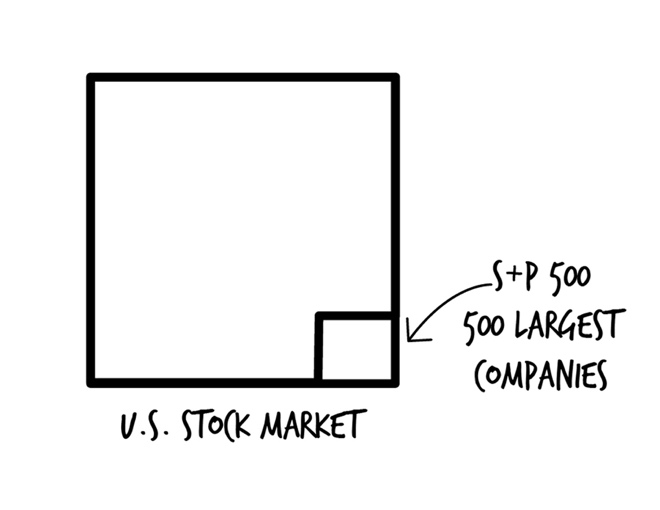 S+P 500
500 LARGEST
COMPANIES
U.S. STOCK MARKET